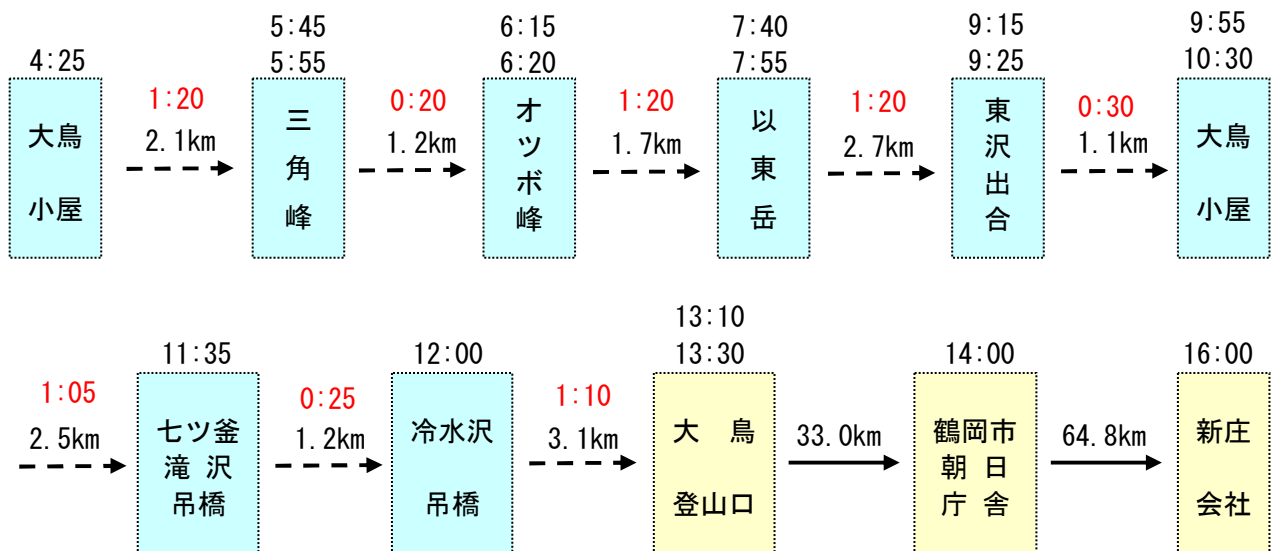 4:25
5:45
5:55
6:15
6:20
7:40
7:55
9:15
9:25
9:55
10:30
大鳥
小屋
1:20
2.1km
三角峰
0:20
1.2km
オツボ峰
1:20
1.7km
以東岳
1:20
2.7km
東沢出合
0:30
1.1km
大鳥
小屋
1:05
2.5km
11:35
七ツ釜
滝 沢
吊橋
0:25
1.2km
12:00
冷水沢
吊橋
1:10
3.1km
13:10
13:30
大 鳥
登山口
33.0km
14:00
鶴岡市
朝 日
庁 舎
64.8km
16:00
新庄
会社